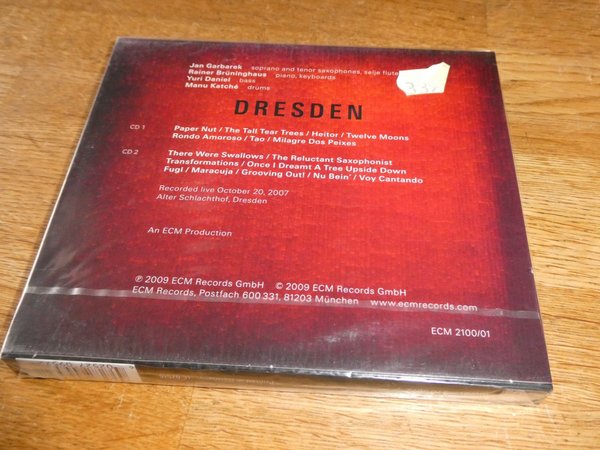 Jan Garbarek soprano and tenor saxophones, selje flute
Rainer Brüninghaus piano, keyboards
Yuri Daniel bass
Manu Katché drums
DRESDEN
CD 1
Paper Nut / The Tall Tear Trees / Heitor / Twelve Moons
Rondo Amoroso / Tao / Milagre Dos Peixes
CD 2
There Were Swallows / The Reluctant Saxophonist
Transformations / Once I Dreamt A Tree Upside Down
Fugl / Maracuja / Grooving Out! / Nu Bein' / Voy Cantando
Recorded live October 20, 2007
Alter Schlachthof, Dresden
An ECM Production
℗ 2009 ECM Records GmbH © 2009 ECM Records GmbH
ECM Records, Postfach 600 331, 81203 München www.ecmrecords.com
ECM 2100/01